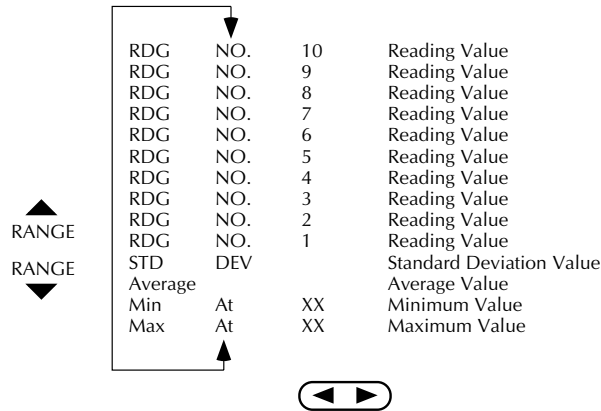 RDG NO. 10 Reading Value
RDG NO. 9 Reading Value
RDG NO. 8 Reading Value
RDG NO. 7 Reading Value
RDG NO. 6 Reading Value
RDG NO. 5 Reading Value
RDG NO. 4 Reading Value
RDG NO. 3 Reading Value
RDG NO. 2 Reading Value
RDG NO. 1 Reading Value
STD DEV Standard Deviation Value
Average Average Value
Min At XX Minimum Value
Max At XX Maximum Value
RANGE
RANGE